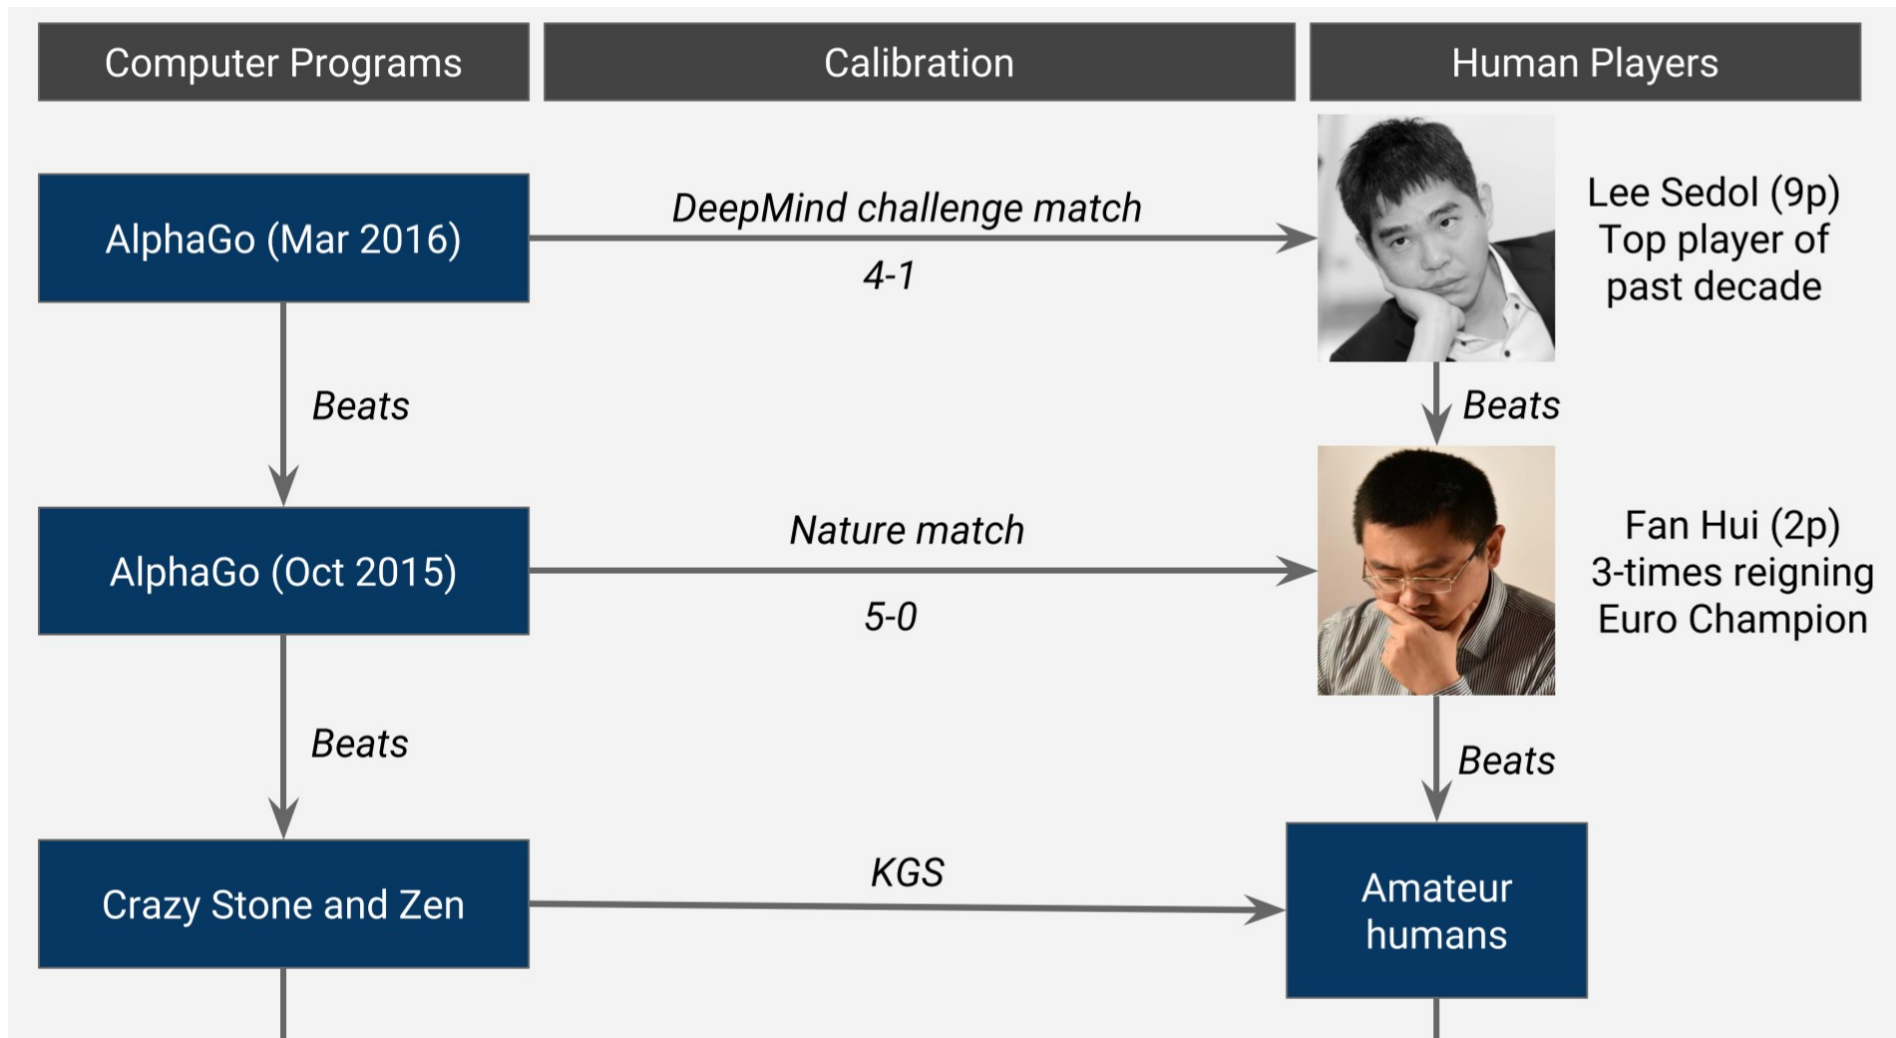 Computer Programs
Calibration
Human Players
AlphaGo (Mar 2016)
DeepMind challenge match
4-1
Lee Sedol (9p)
Top player of
past decade
Beats
Beats
AlphaGo (Oct 2015)
Nature match
5-0
Fan Hui (2p)
3-times reigning
Euro Champion
Beats
Beats
Crazy Stone and Zen
KGS
Amateur
humans